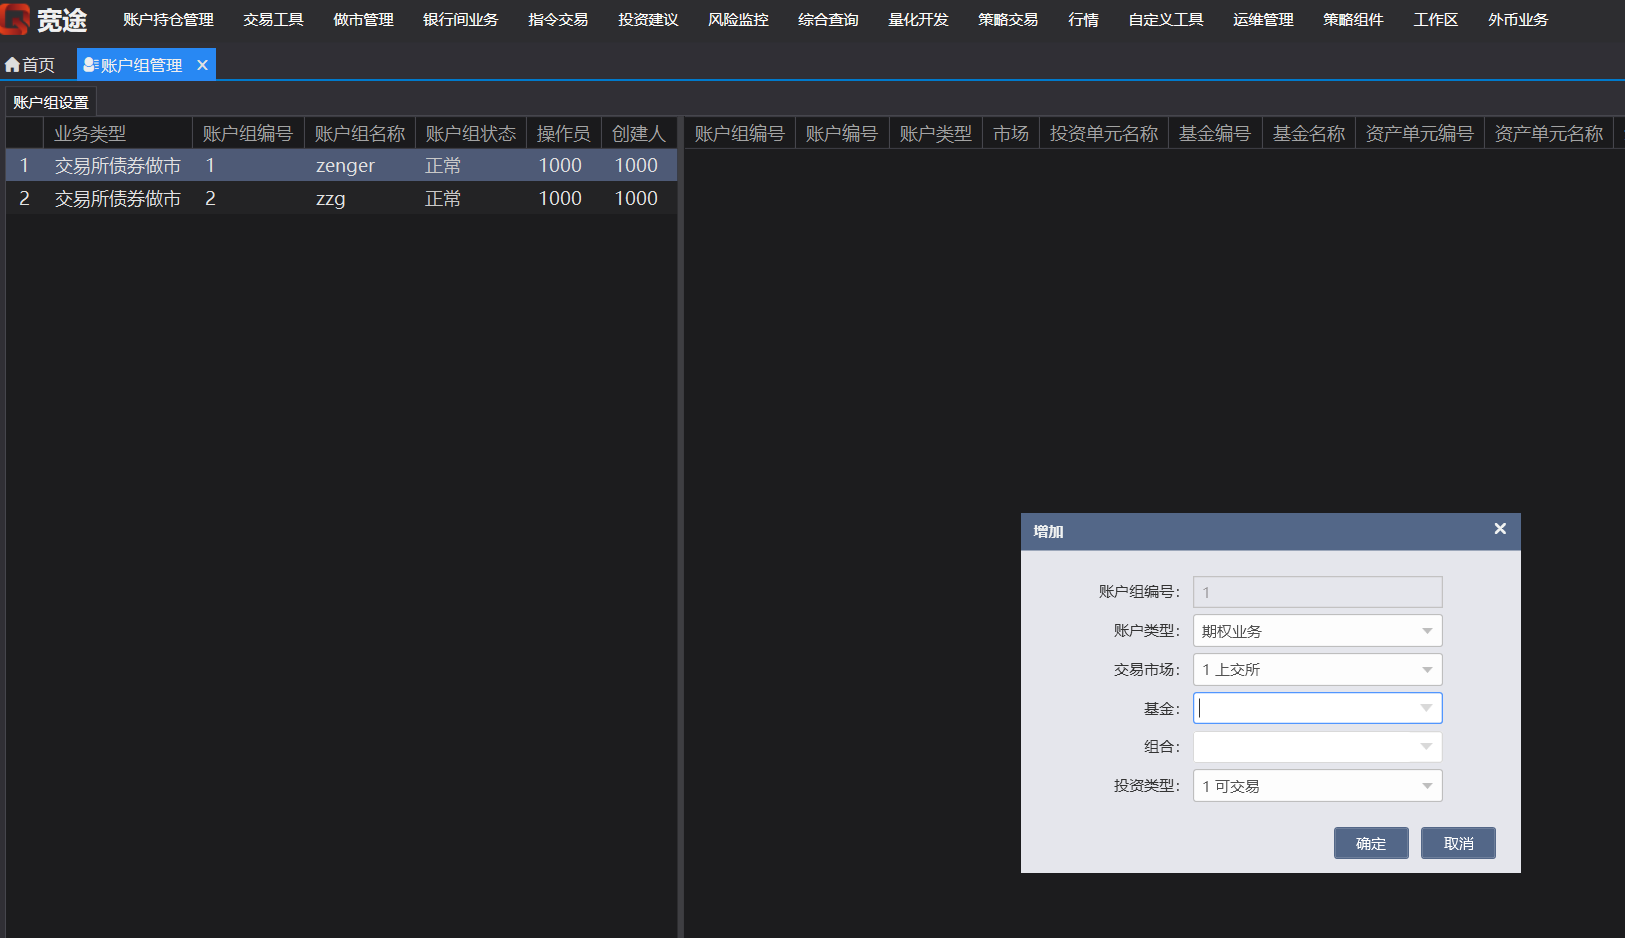 宽途 账户持仓管理 交易工具 做市管理 银行间业务 指令交易 投资建议 风险监控 综合查询 量化开发 策略交易 行情 自定义工具 运维管理 策略组件 工作区 外币业务
首页 账户组管理
账户组设置
业务类型 账户组编号 账户组名称 账户组状态 操作员 创建人 账户组编号 账户编号 账户类型 市场 投资单元名称 基金编号 基金名称 资产单元编号 资产单元名称
1 交易所债券做市 1 zenger 正常 1000 1000
2 交易所债券做市 2 zzg 正常 1000 1000
增加
账户组编号: 1
账户类型: 期权业务
交易市场: 1 上交所
基金:
组合:
投资类型: 1 可交易
确定 取消